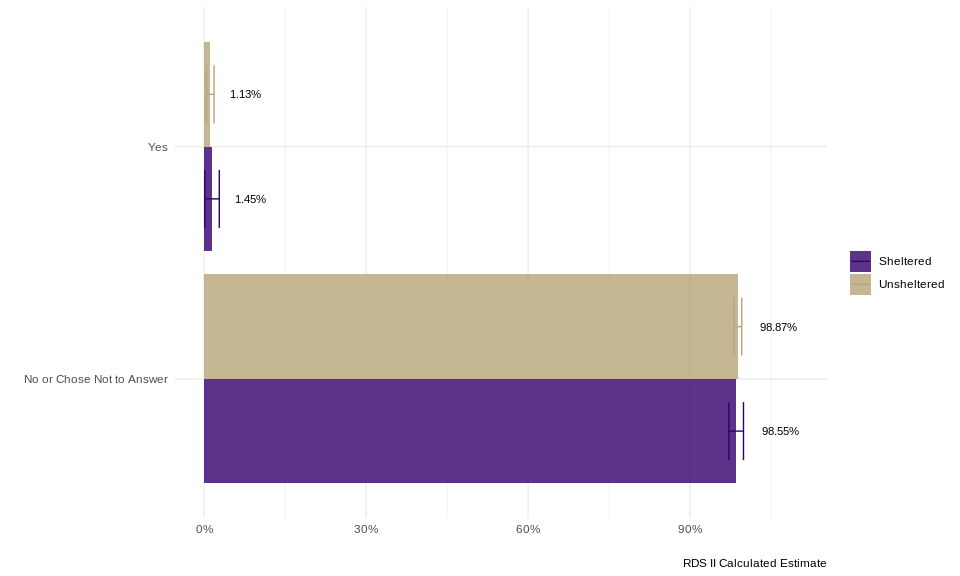 1.13%
Yes
1.45%
Sheltered
Unsheltered
98.87%
No or Chose Not to Answer
98.55%
0% 30% 60% 90%
RDS II Calculated Estimate